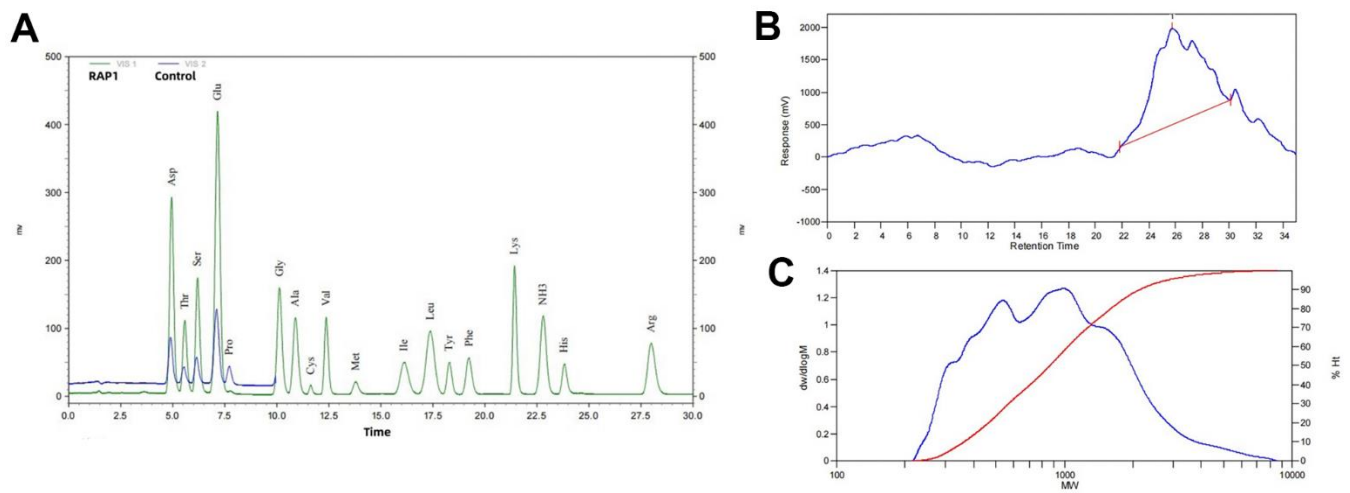 A
500
400
300
200
100
0
mv
VIS 1
VIS 2
RAP1
Control
Asp
Thr
Ser
Glu
Pro
Gly
Ala
Cys
Val
Met
Ile
Leu
Tyr
Phe
Lys
NH3
His
Arg
500
400
300
200
100
0
mv
0.0 2.5 5.0 7.5 10.0 12.5 15.0 17.5 20.0 22.5 25.0 27.5 30.0
Time
B
2000
1500
1000
500
0
-500
-1000
Response (mV)
0 2 4 6 8 10 12 14 16 18 20 22 24 26 28 30 32 34
Retention Time
C
1.4
1.2
1
0.8
0.6
0.4
0.2
0
dw/dlogM
90
80
70
60
50
40
30
20
10
0
% Ht
100 1000 10000
MW